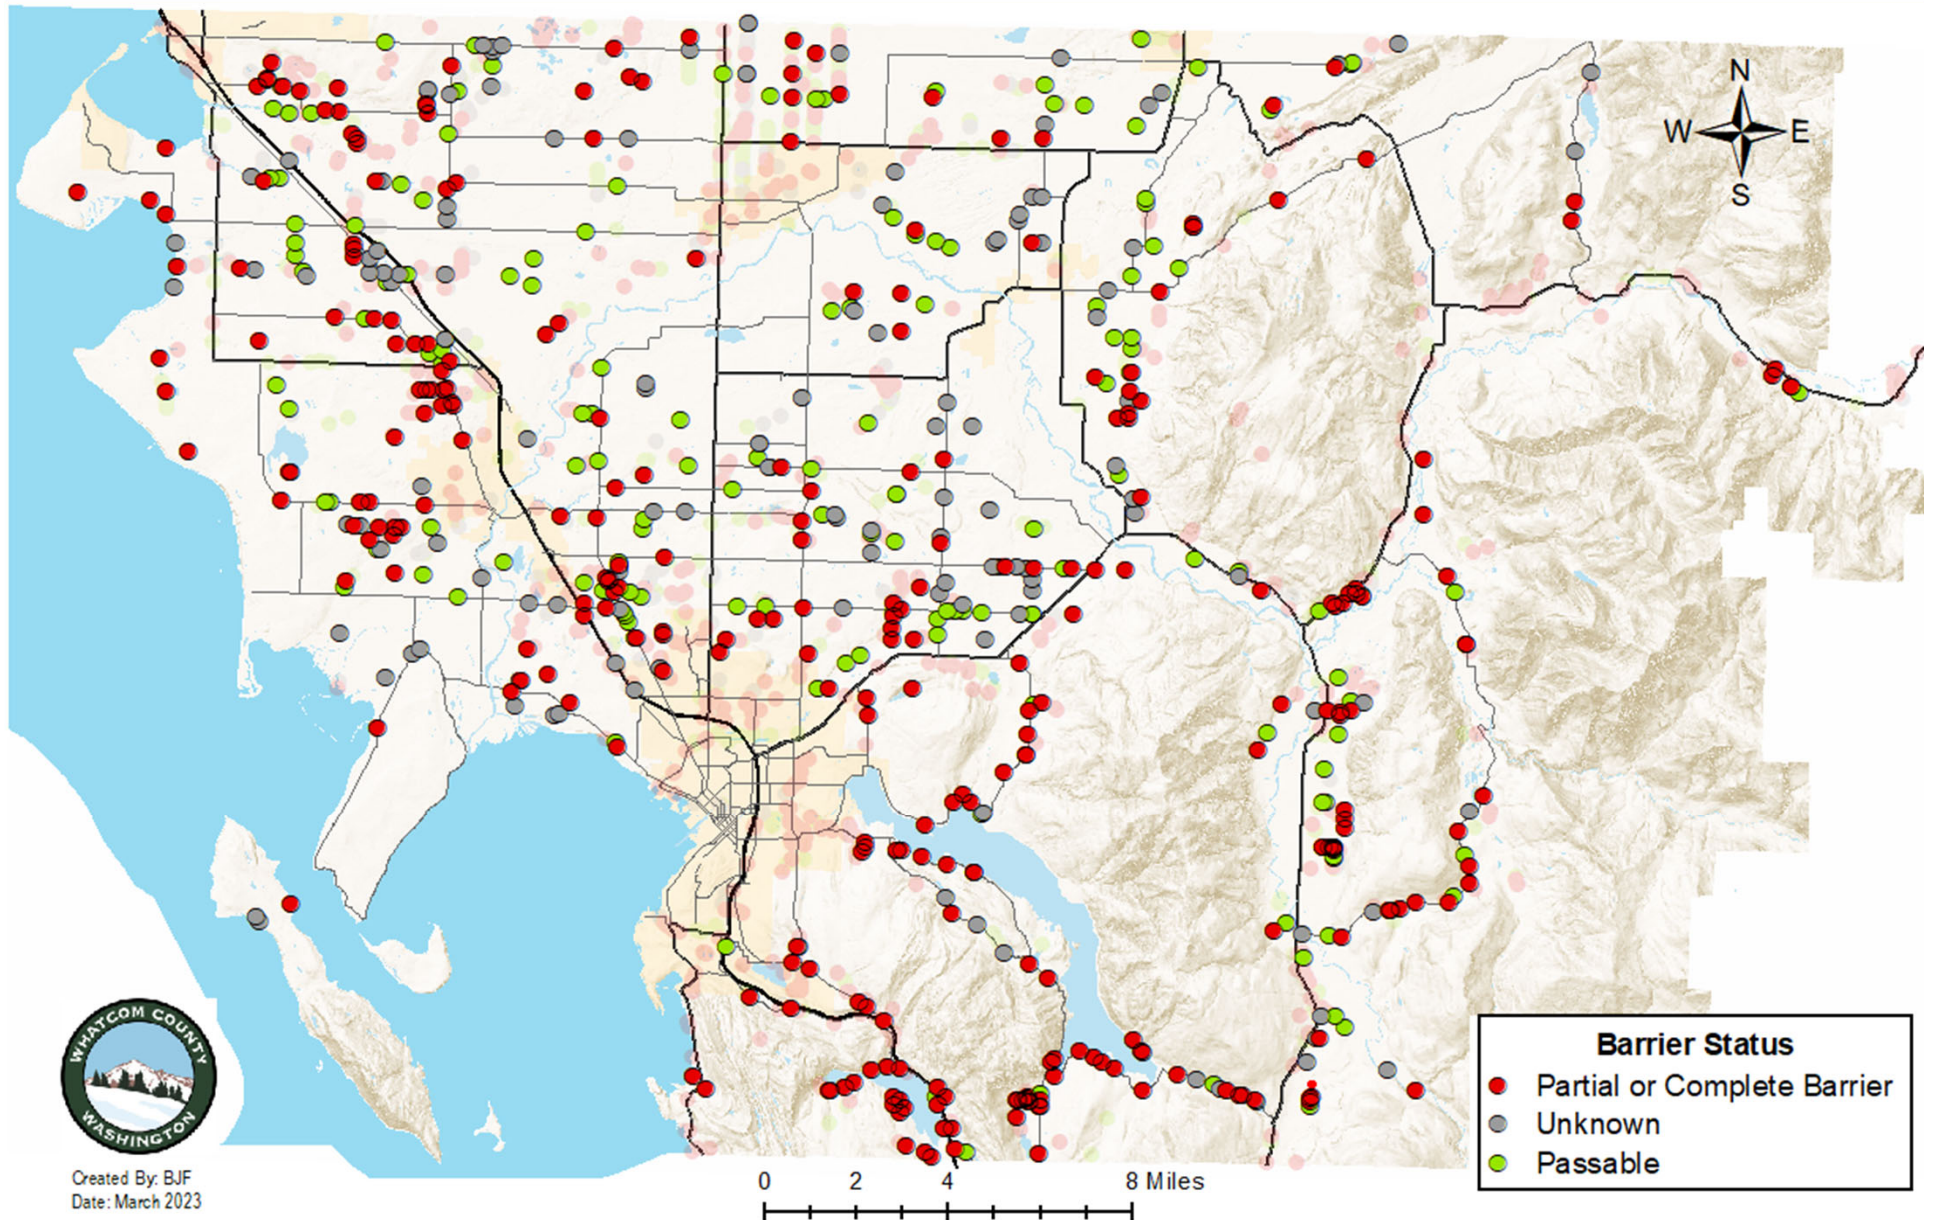 N
W E
S
WHATCOM COUNTY
WASHINGTON
Created By: BJF
Date: March 2023
0 2 4 8 Miles
Barrier Status
Partial or Complete Barrier
Unknown
Passable